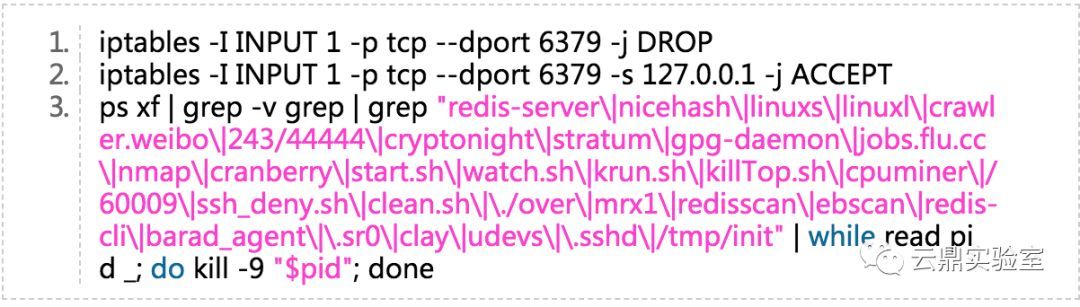 1. iptables -I INPUT 1 -p tcp --dport 6379 -j DROP
2. iptables -I INPUT 1 -p tcp --dport 6379 -s 127.0.0.1 -j ACCEPT
3. ps xf | grep -v grep | grep "redis-server\|nicehash\|linuxs\|linuxl\|crawl
er.weibo\|243/44444\|cryptonight\|stratum\|gpg-daemon\|jobs.flu.cc
\|nmap\|cranberry\|start.sh\|watch.sh\|krun.sh\|killTop.sh\|cpuminer\|/
60009\|ssh_deny.sh\|clean.sh\|\./over\|mrx1\|redisscan\|ebscan\|redis-
cli\|barad_agent\|\.sr0\|clay\|udevs\|\.sshd\|/tmp/init" | while read pi
d _; do kill -9 "$pid"; done
云鼎实验室